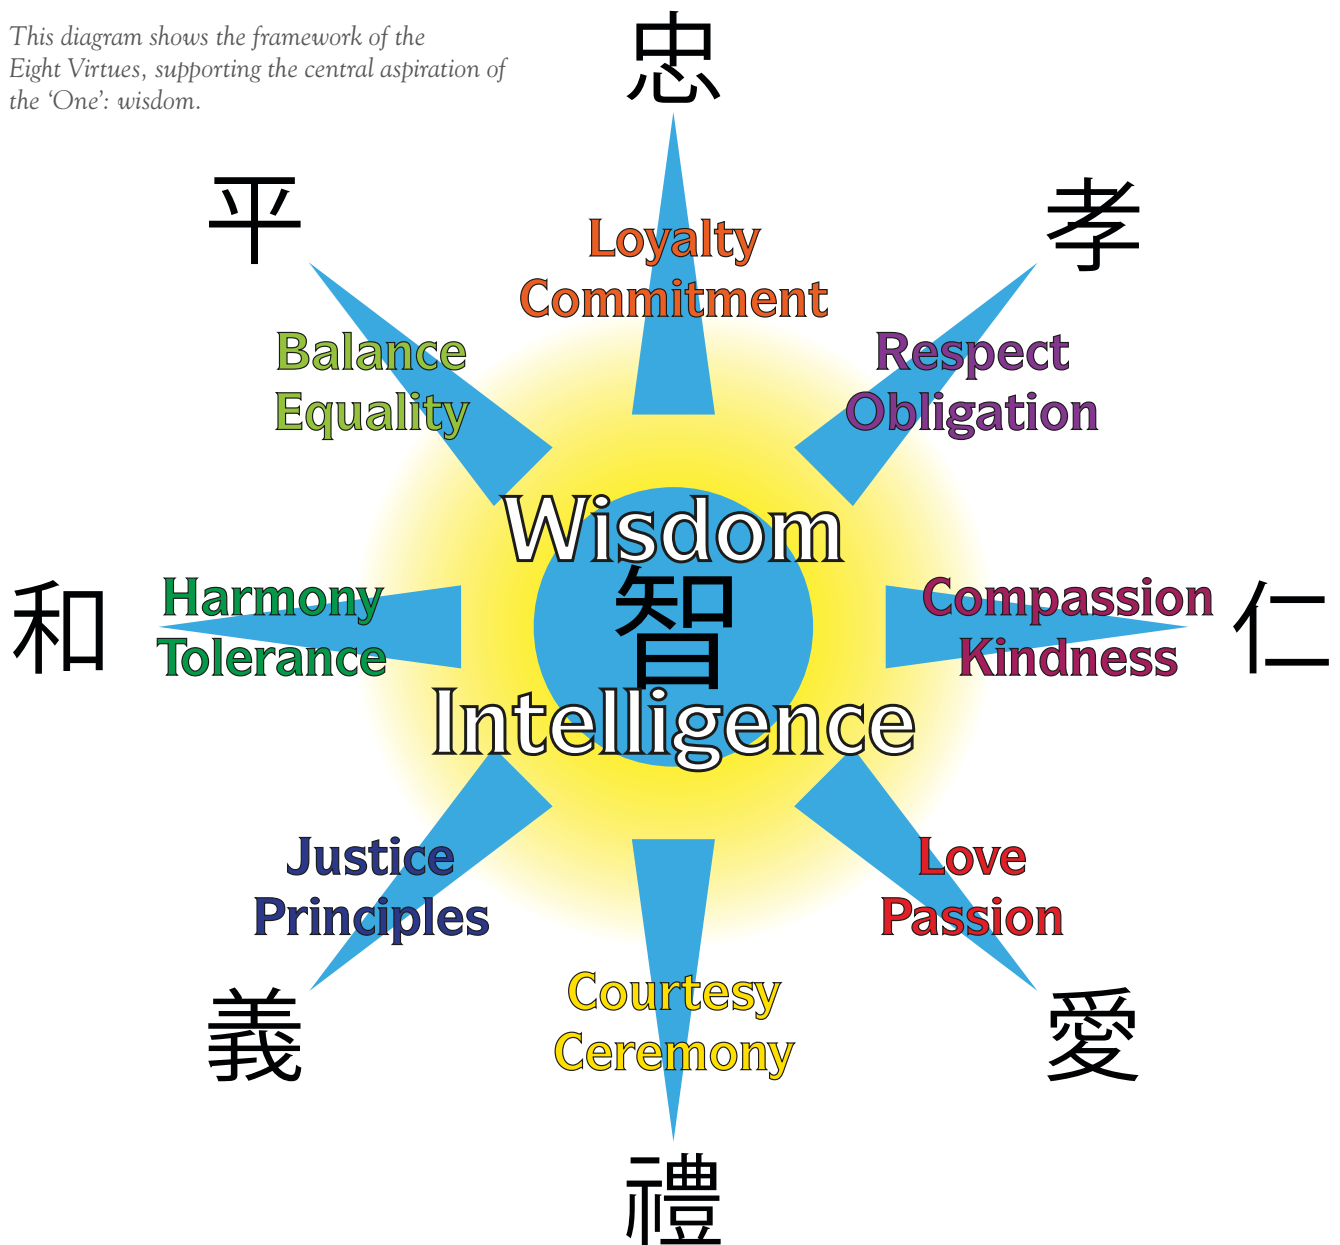 This diagram shows the framework of the
Eight Virtues, supporting the central aspiration of
the ‘One’: wisdom.
忠
平
孝
Loyalty
Commitment
Balance
Equality
Respect
Obligation
Wisdom
智
Intelligence
和
Harmony
Tolerance
Compassion
Kindness
仁
Justice
Principles
Love
Passion
義
愛
Courtesy
Ceremony
禮